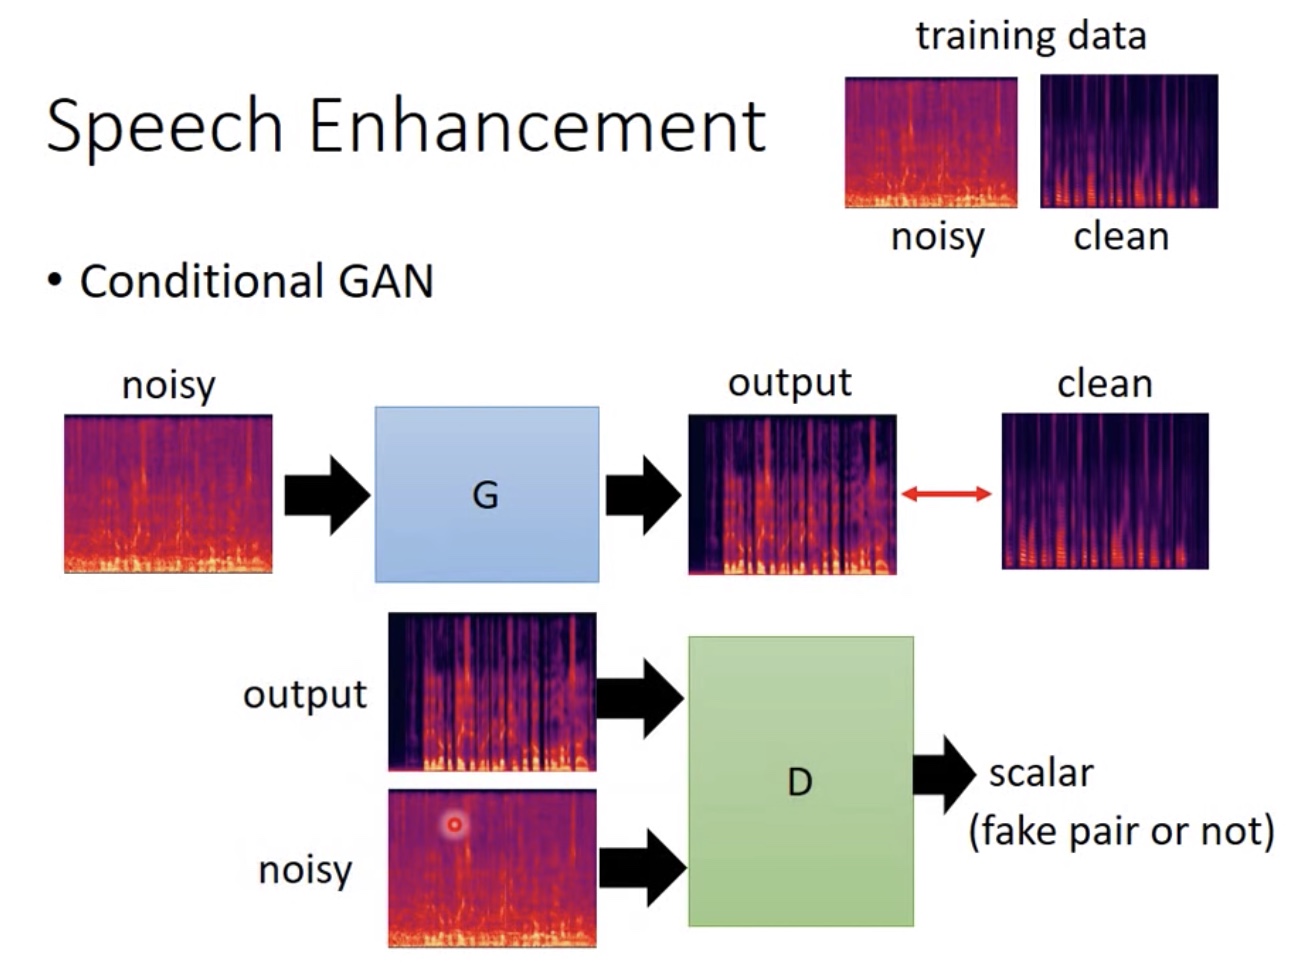 training data
Speech Enhancement
noisy
clean
• Conditional GAN
noisy
output
clean
G
output
D
scalar
(fake pair or not)
noisy